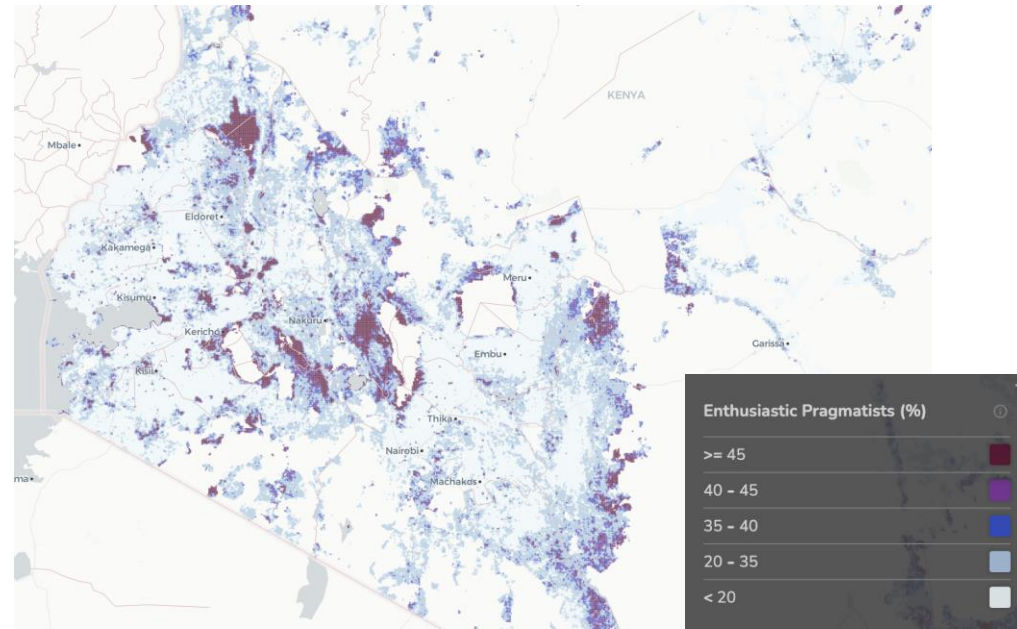 KENYA
Mbale
Eldoret
Kakamega
Meru
Kisumu
Nakuru
Kericho
Garissa
Embu
Kisii
Thika
Nairobi
ma
Machakos
Enthusiastic Pragmatists (%)
>= 45
40 - 45
35 - 40
20 - 35
< 20